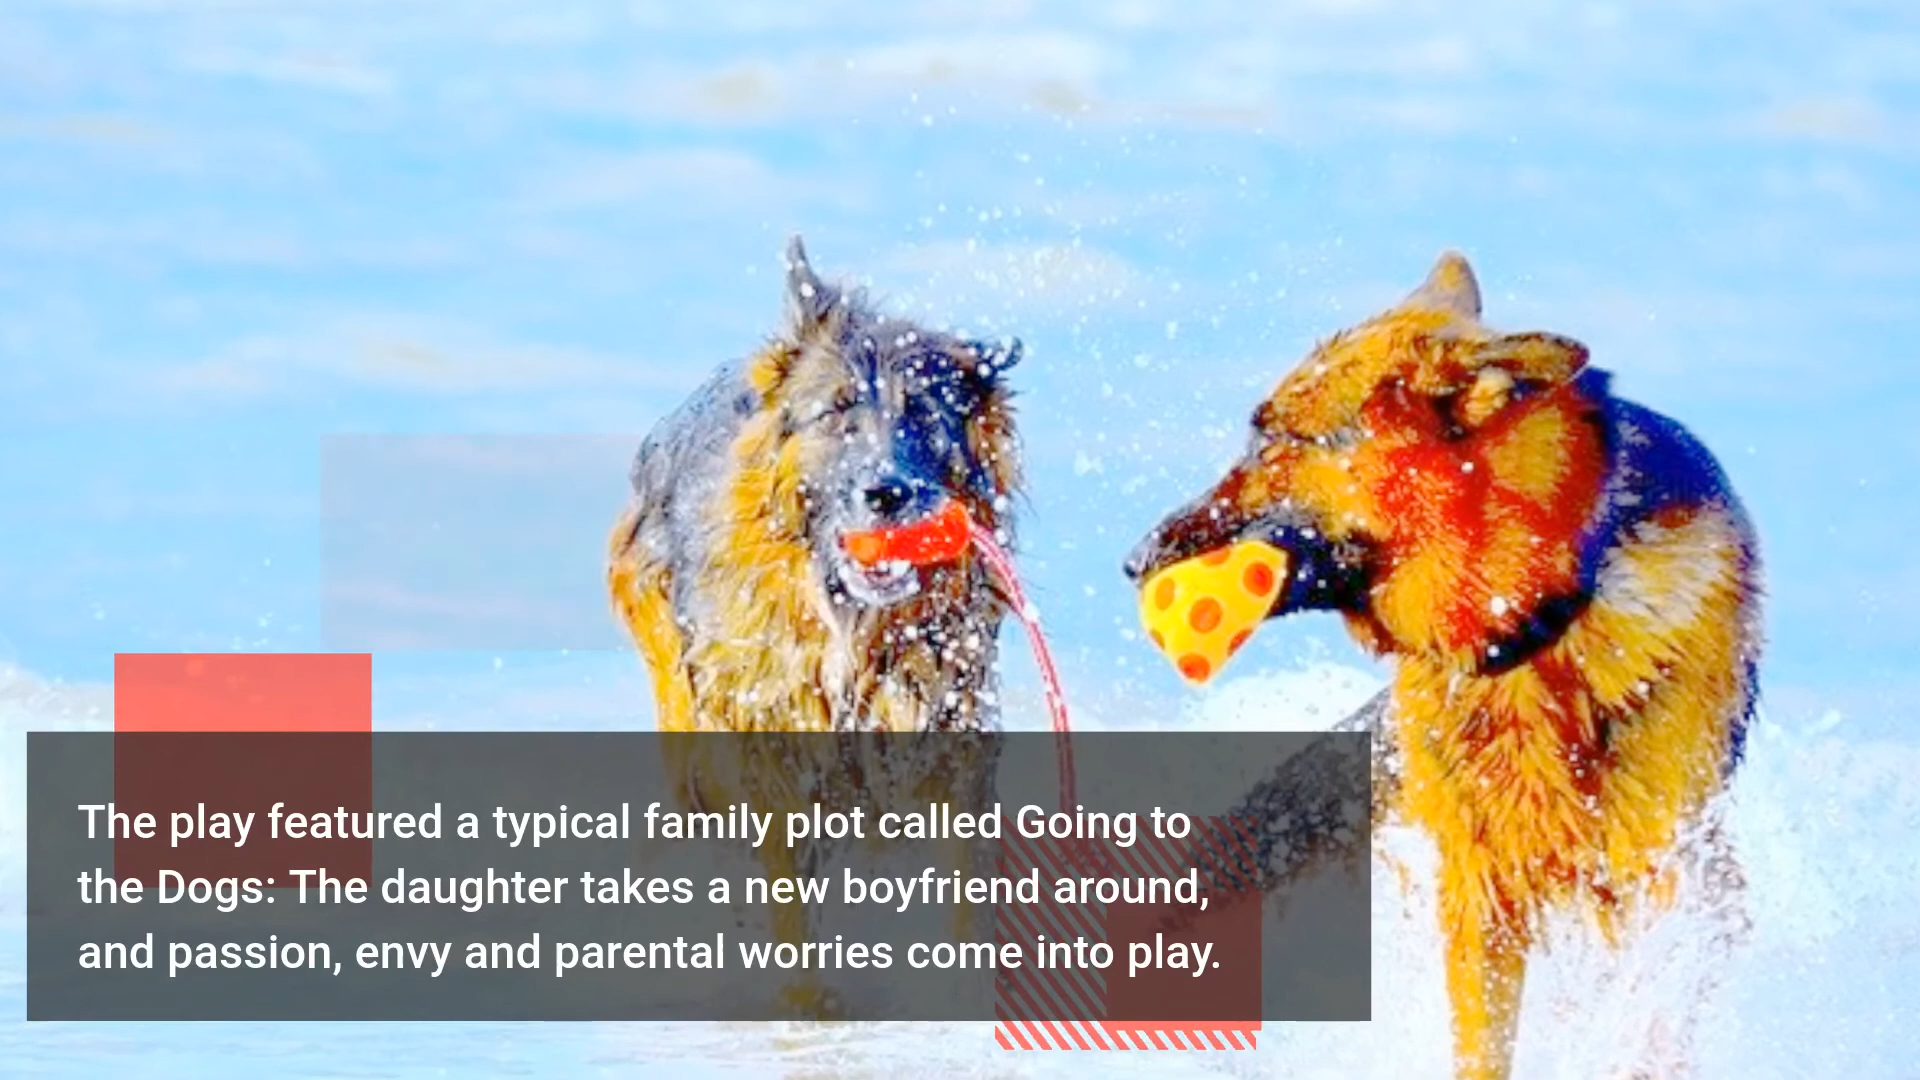 The play featured a typical family plot called Going to
the Dogs: The daughter takes a new boyfriend around,
and passion, envy and parental worries come into play.